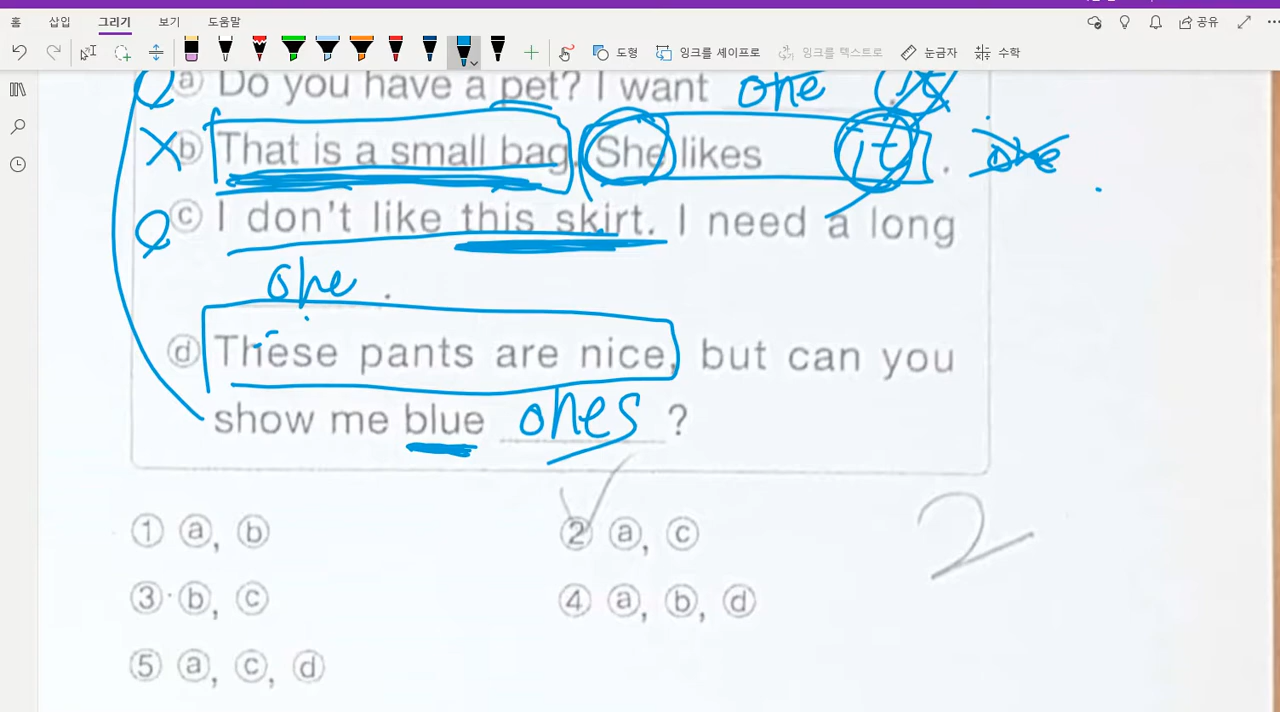 홈 삽입 그리기 보기 도움말 공유
도형 잉크를 셰이프로 잉크를 텍스트로 눈금자 수학
ⓐ Do you have a pet? I want one
X ⓑ That is a small bag. She likes it. one
ⓒ I don't like this skirt. I need a long
one.
ⓓ These pants are nice, but can you
show me blue ones?
① ⓐ, ⓑ ② ⓐ, ⓒ
2
③ ⓑ, ⓒ ④ ⓐ, ⓑ, ⓓ
⑤ ⓐ, ⓒ, ⓓ